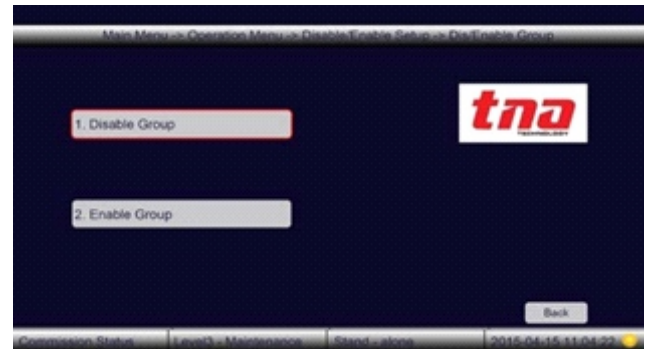 Main Menu -> Operation Menu -> Disable/Enable Setup -> Dis/Enable Group
tna
TECHNOLOGY
1. Disable Group
2. Enable Group
Back
Commission Status Level3 - Maintenance Stand - alone 2015-04-15 11:04:22